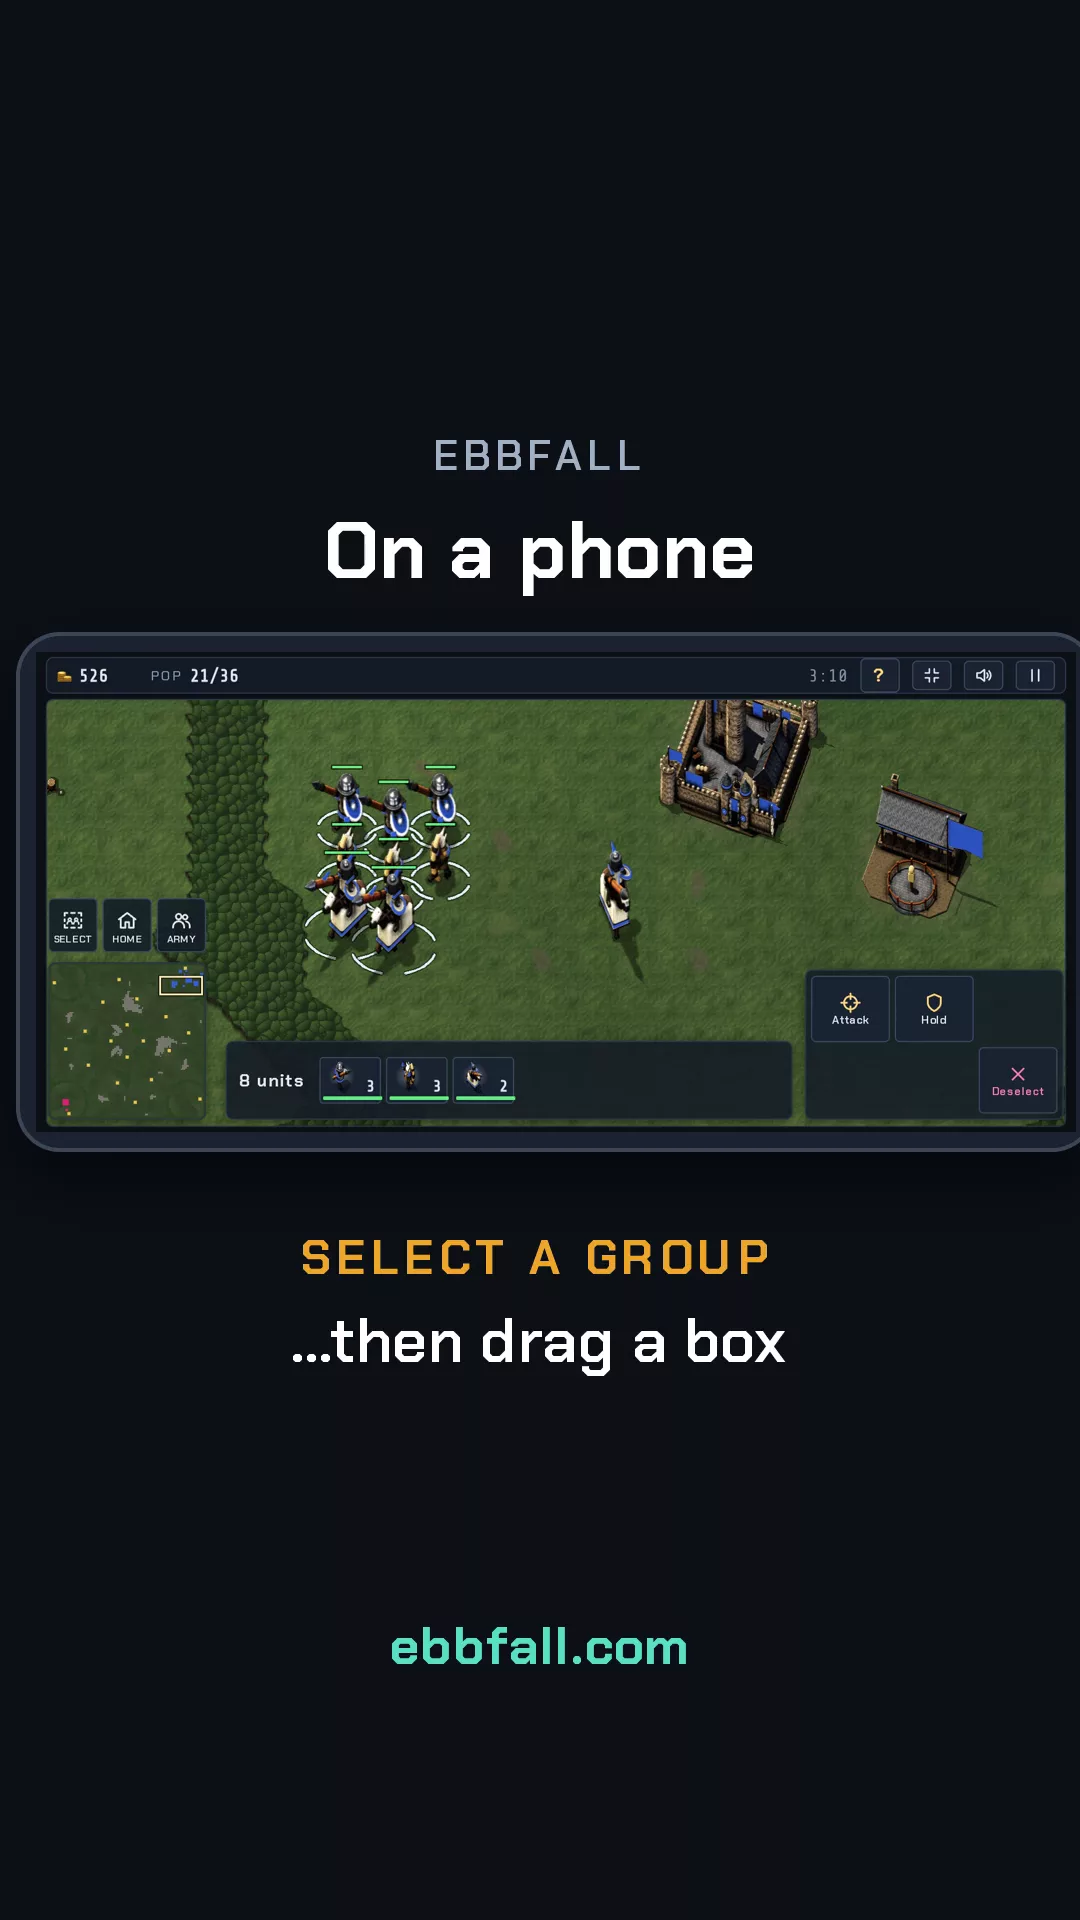 EBBFALL
On a phone
526 POP 21/36 3:10 ?
SELECT HOME ARMY
Attack Hold
8 units 3 3 2
Deselect
SELECT A GROUP
...then drag a box
ebbfall.com